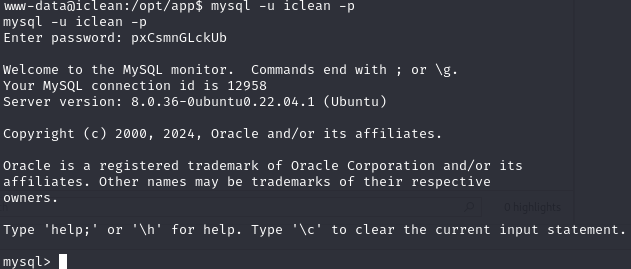 www-data@iclean:/opt/app$ mysql -u iclean -p
mysql -u iclean -p
Enter password: pxCsmnGLckUb
Welcome to the MySQL monitor.  Commands end with ; or \g.
Your MySQL connection id is 12958
Server version: 8.0.36-0ubuntu0.22.04.1 (Ubuntu)
Copyright (c) 2000, 2024, Oracle and/or its affiliates.
Oracle is a registered trademark of Oracle Corporation and/or its
affiliates. Other names may be trademarks of their respective
owners.
0 highlights
Type 'help;' or '\h' for help. Type '\c' to clear the current input statement.
mysql>